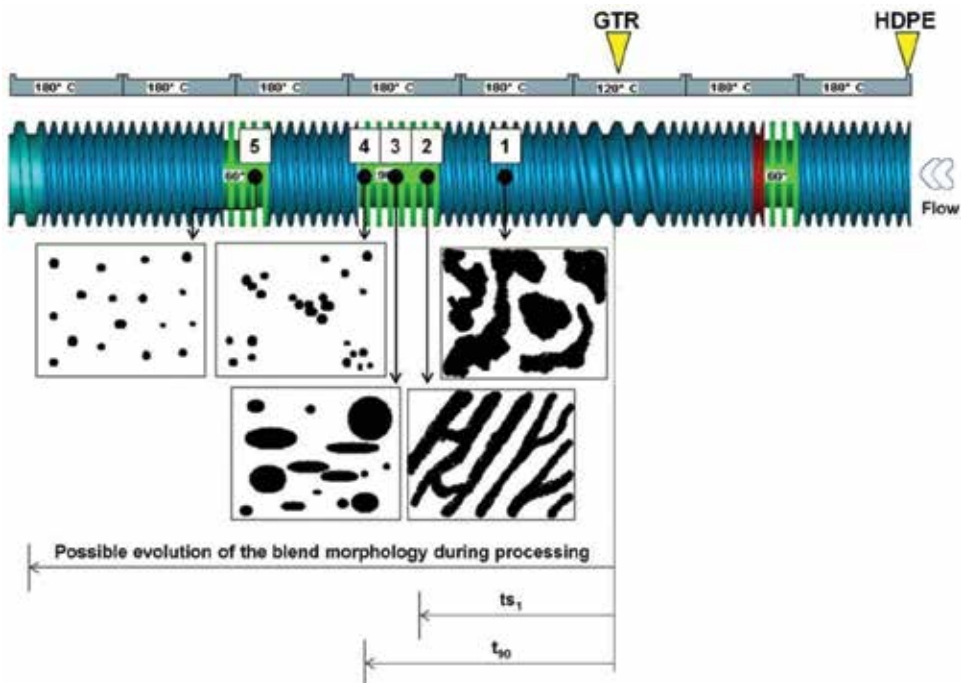 GTR HDPE
180° C 180° C 180° C 180° C 180° C 120° C 180° C 180° C
5 4 3 2 1
60° 90 60°
Flow
Possible evolution of the blend morphology during processing
ts₁
t₉₀